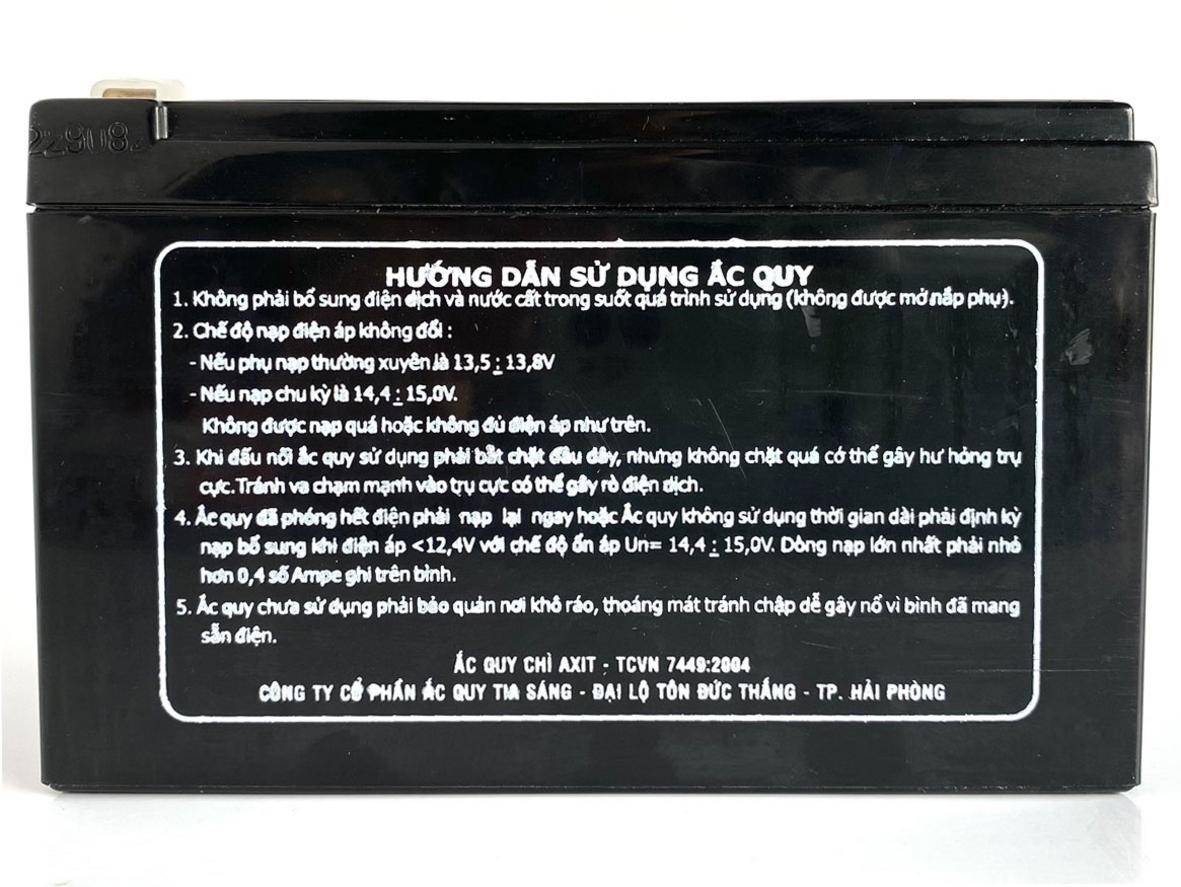 HƯỚNG DẪN SỬ DỤNG ẮC QUY
1. Không phải bổ sung điện dịch và nước cất trong suốt quá trình sử dụng (không được mở nắp phụ).
2. Chế độ nạp điện áp không đổi :
- Nếu phụ nạp thường xuyên là 13,5 ÷ 13,8V
- Nếu nạp chu kỳ là 14,4 ÷ 15,0V.
Không được nạp quá hoặc không đủ điện áp như trên.
3. Khi đấu nối ắc quy sử dụng phải bắt chặt đầu dây, nhưng không chặt quá có thể gây hư hỏng trụ
cực. Tránh va chạm mạnh vào trụ cực có thể gây rò điện dịch.
4. Ắc quy đã phóng hết điện phải nạp lại ngay hoặc Ắc quy không sử dụng thời gian dài phải định kỳ
nạp bổ sung khi điện áp <12,4V với chế độ ổn áp Un= 14,4 ÷ 15,0V. Dòng nạp lớn nhất phải nhỏ
hơn 0,4 số Ampe ghi trên bình.
5. Ắc quy chưa sử dụng phải bảo quản nơi khô ráo, thoáng mát tránh chập dễ gây nổ vì bình đã mang
sẵn điện.
ẮC QUY CHÌ AXIT - TCVN 7449:2004
CÔNG TY CỔ PHẦN ẮC QUY TIA SÁNG - ĐẠI LỘ TÔN ĐỨC THẮNG - TP. HẢI PHÒNG